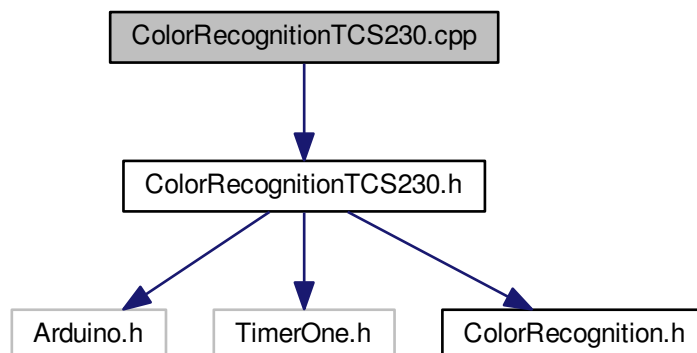 ColorRecognitionTCS230.cpp
ColorRecognitionTCS230.h
Arduino.h
TimerOne.h
ColorRecognition.h